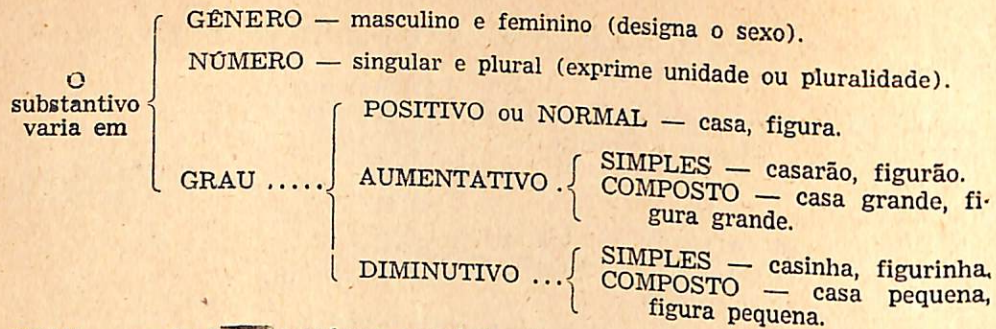 GÊNERO — masculino e feminino (designa o sexo).
NÚMERO — singular e plural (exprime unidade ou pluralidade).
O
substantivo
varia em
GRAU .....
POSITIVO ou NORMAL — casa, figura.
AUMENTATIVO .
SIMPLES — casarão, figurão.
COMPOSTO — casa grande, fi-
gura grande.
DIMINUTIVO ...
SIMPLES — casinha, figurinha.
COMPOSTO — casa pequena,
figura pequena.